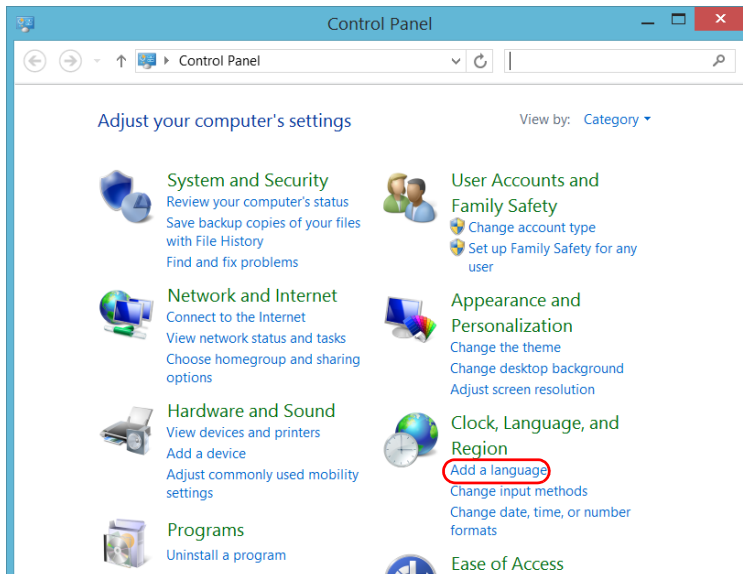 Control Panel
Control Panel
Adjust your computer's settings
View by: Category
System and Security
Review your computer's status
Save backup copies of your files
with File History
Find and fix problems
Network and Internet
Connect to the Internet
View network status and tasks
Choose homegroup and sharing
options
Hardware and Sound
View devices and printers
Add a device
Adjust commonly used mobility
settings
Programs
Uninstall a program
User Accounts and
Family Safety
Change account type
Set up Family Safety for any
user
Appearance and
Personalization
Change the theme
Change desktop background
Adjust screen resolution
Clock, Language, and
Region
Add a language
Change input methods
Change date, time, or number
formats
Ease of Access